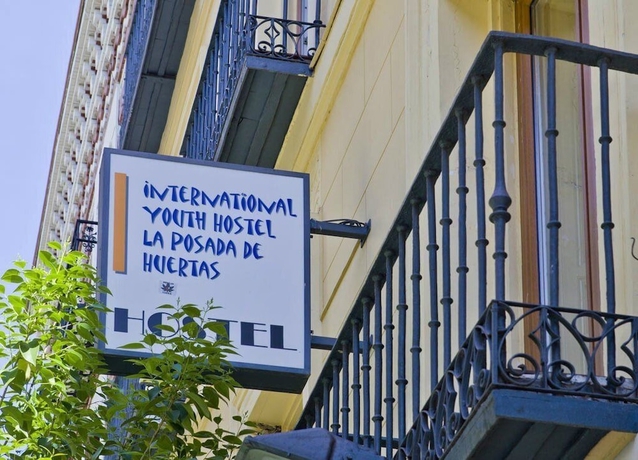 INTERNATIONAL
YOUTH HOSTEL
LA POSADA DE
HUERTAS
HOSTEL